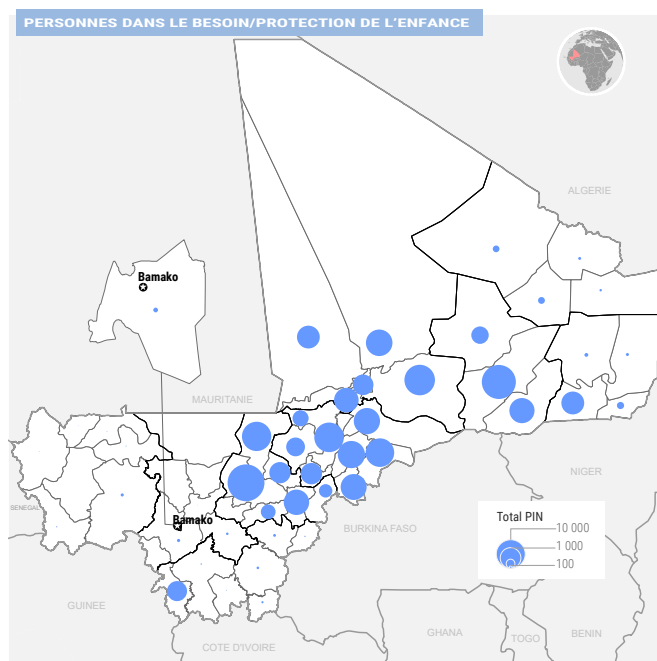 PERSONNES DANS LE BESOIN/PROTECTION DE L'ENFANCE
ALGERIE
Bamako
MAURITANIE
NIGER
SENEGAL
Bamako
BURKINA FASO
Total PIN
10 000
1 000
100
GUINEE
COTE D'IVOIRE
GHANA
TOGO
BENIN